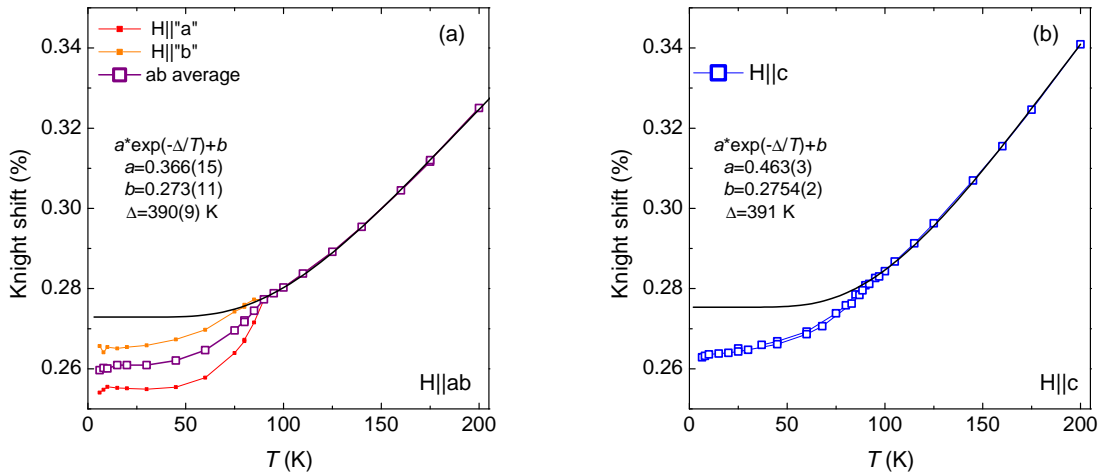 (a)
H||"a"
H||"b"
ab average
a*exp(-Δ/T)+b
a=0.366(15)
b=0.273(11)
Δ=390(9) K
H||ab
Knight shift (%)
0.34
0.32
0.30
0.28
0.26
0 50 100 150 200
T (K)
(b)
H||c
a*exp(-Δ/T)+b
a=0.463(3)
b=0.2754(2)
Δ=391 K
H||c
Knight shift (%)
0.34
0.32
0.30
0.28
0.26
0 50 100 150 200
T (K)